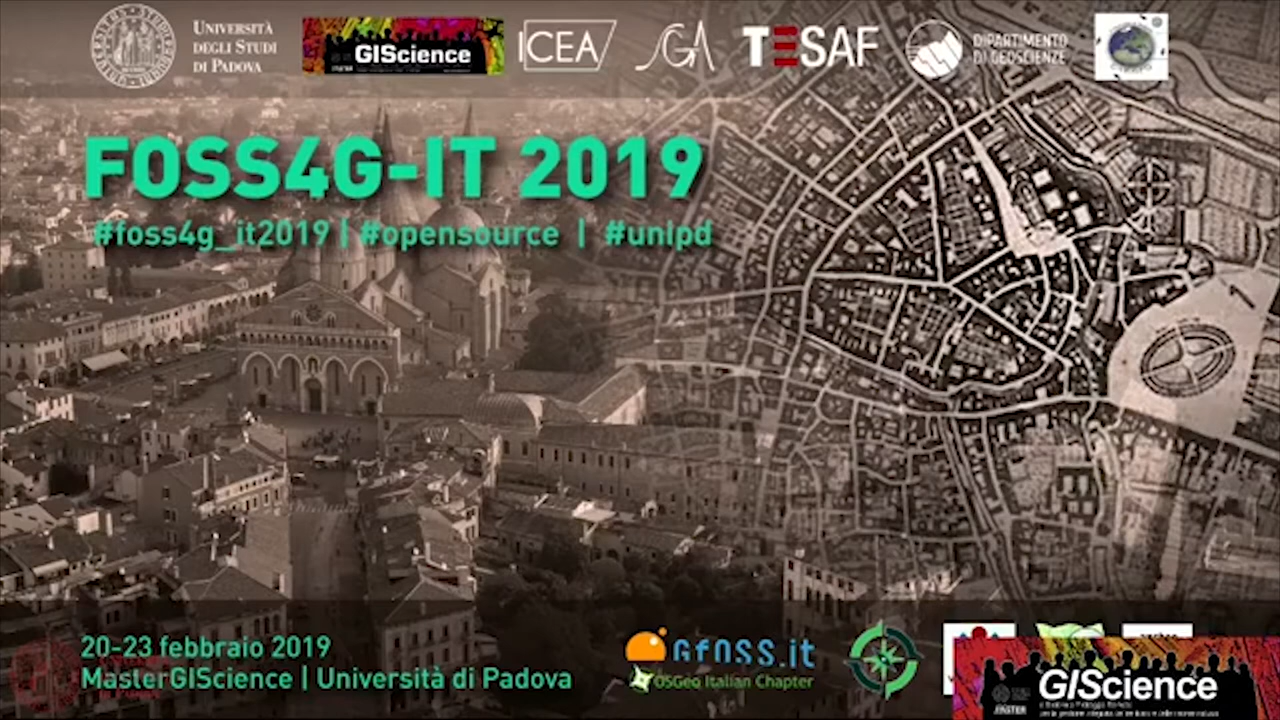 UNIVERSITÀ
DEGLI STUDI
DI PADOVA
GIScience
ICEA
SGA
TESAF
DIPARTIMENTO
DI GEOSCIENZE
FOSS4G-IT 2019
#foss4g_it2019 | #opensource | #unipd
20-23 febbraio 2019
MasterGIScience | Università di Padova
GFOSS.it
OSGeo Italian Chapter
GIScience
MASTER